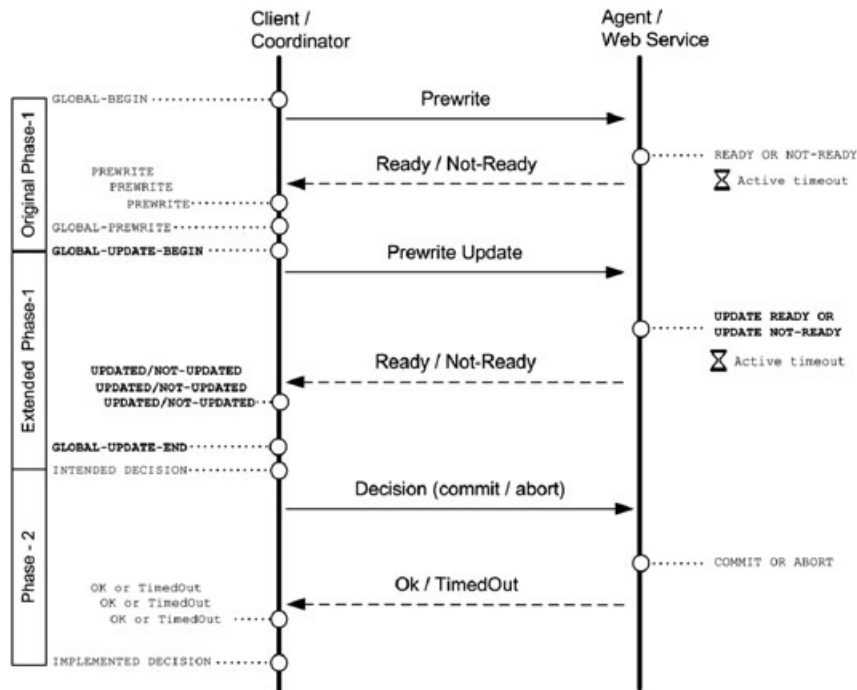 Client /
Coordinator
Agent /
Web Service
Original Phase-1
GLOBAL-BEGIN
Prewrite
READY OR NOT-READY
Active timeout
Ready / Not-Ready
PREWRITE
PREWRITE
PREWRITE
GLOBAL-PREWRITE
Extended Phase-1
GLOBAL-UPDATE-BEGIN
Prewrite Update
UPDATE READY OR
UPDATE NOT-READY
Active timeout
Ready / Not-Ready
UPDATED/NOT-UPDATED
UPDATED/NOT-UPDATED
UPDATED/NOT-UPDATED
GLOBAL-UPDATE-END
Phase - 2
INTENDED DECISION
Decision (commit / abort)
COMMIT OR ABORT
Ok / TimedOut
OK or TimedOut
OK or TimedOut
OK or TimedOut
IMPLEMENTED DECISION